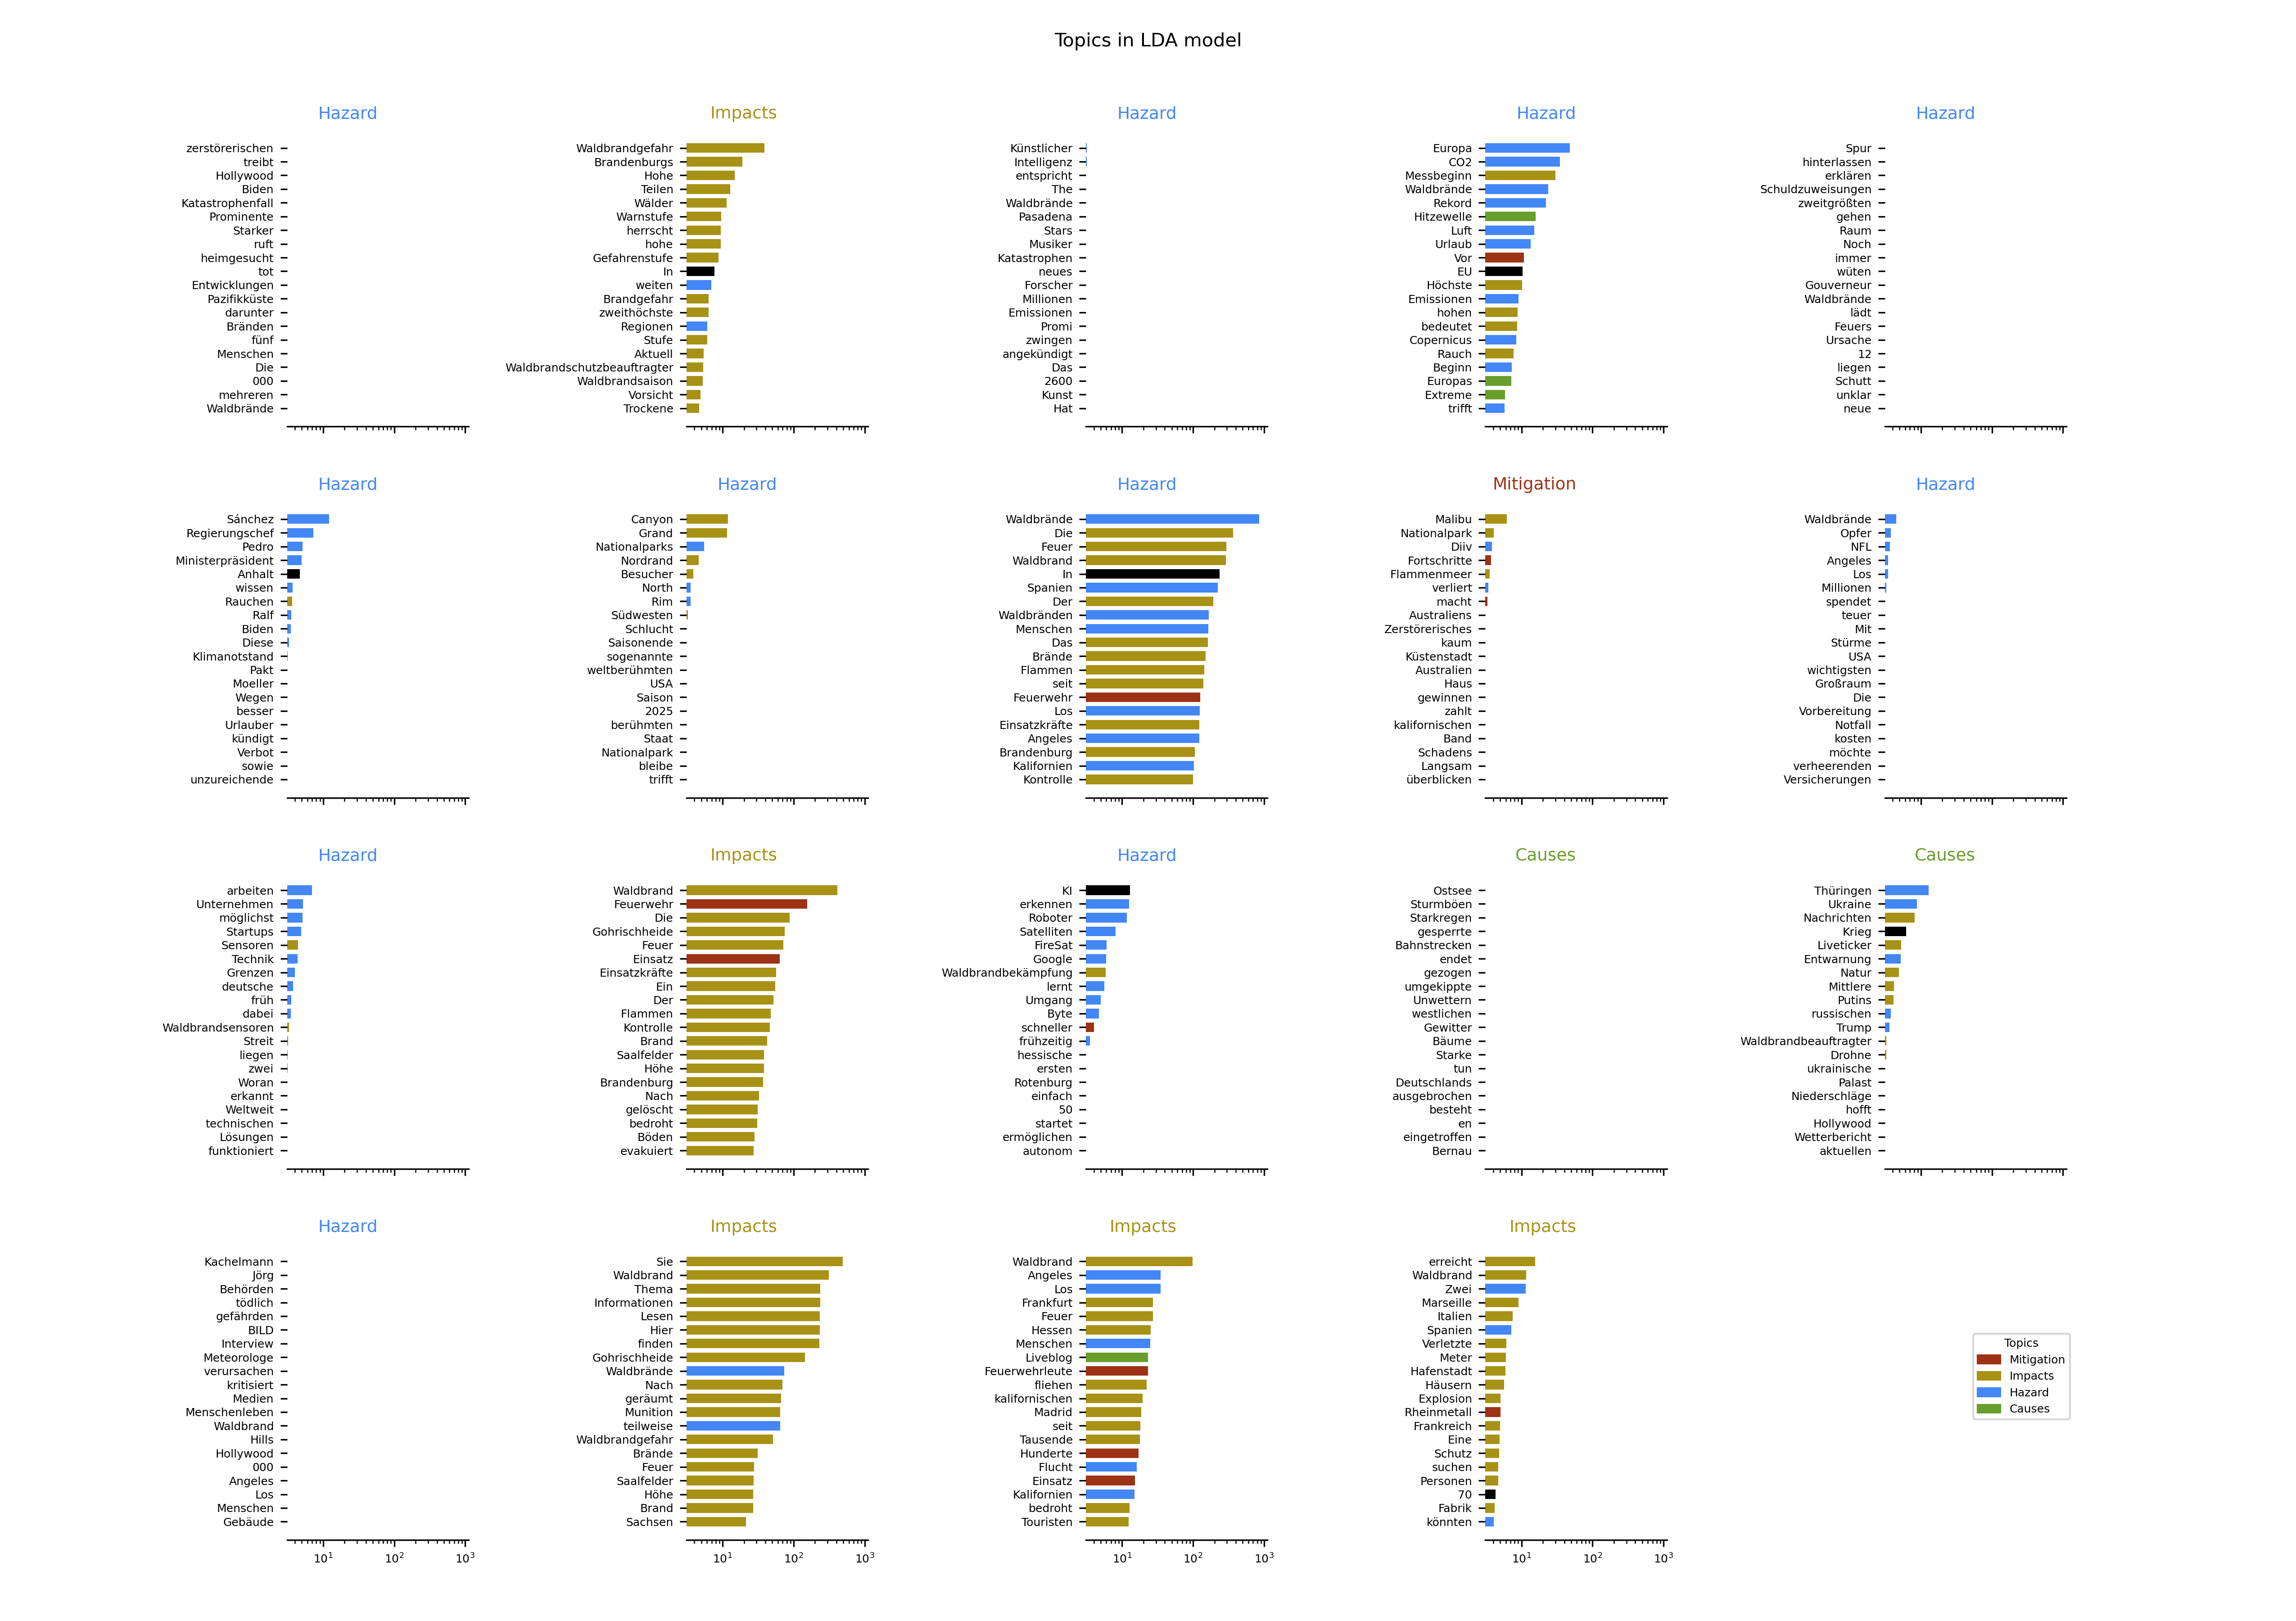 Topics in LDA model
Hazard
zerstörerischen
treibt
Hollywood
Biden
Katastrophenfall
Prominente
Starker
ruft
heimgesucht
tot
Entwicklungen
Pazifikküste
darunter
Bränden
fünf
Menschen
Die
000
mehreren
Waldbrände
Impacts
Waldbrandgefahr
Brandenburgs
Hohe
Teilen
Wälder
Warnstufe
herrscht
hohe
Gefahrenstufe
In
weiten
Brandgefahr
zweithöchste
Regionen
Stufe
Aktuell
Waldbrandschutzbeauftragter
Waldbrandsaison
Vorsicht
Trockene
Hazard
Künstlicher
Intelligenz
entspricht
The
Waldbrände
Pasadena
Stars
Musiker
Katastrophen
neues
Forscher
Millionen
Emissionen
Promi
zwingen
angekündigt
Das
2600
Kunst
Hat
Hazard
Europa
CO2
Messbeginn
Waldbrände
Rekord
Hitzewelle
Luft
Urlaub
Vor
EU
Höchste
Emissionen
hohen
bedeutet
Copernicus
Rauch
Beginn
Europas
Extreme
trifft
Hazard
Spur
hinterlassen
erklären
Schuldzuweisungen
zweitgrößten
gehen
Raum
Noch
immer
wüten
Gouverneur
Waldbrände
lädt
Feuers
Ursache
12
liegen
Schutt
unklar
neue
Hazard
Sánchez
Regierungschef
Pedro
Ministerpräsident
Anhalt
wissen
Rauchen
Ralf
Biden
Diese
Klimanotstand
Pakt
Moeller
Wegen
besser
Urlauber
kündigt
Verbot
sowie
unzureichende
Hazard
Canyon
Grand
Nationalparks
Nordrand
Besucher
North
Rim
Südwesten
Schlucht
Saisonende
sogenannte
weltberühmten
USA
Saison
2025
berühmten
Staat
Nationalpark
bleibe
trifft
Hazard
Waldbrände
Die
Feuer
Waldbrand
In
Spanien
Der
Waldbränden
Menschen
Das
Brände
Flammen
seit
Feuerwehr
Los
Einsatzkräfte
Angeles
Brandenburg
Kalifornien
Kontrolle
Mitigation
Malibu
Nationalpark
Diiv
Fortschritte
Flammenmeer
verliert
macht
Australiens
Zerstörerisches
kaum
Küstenstadt
Australien
Haus
gewinnen
zahlt
kalifornischen
Band
Schadens
Langsam
überblicken
Hazard
Waldbrände
Opfer
NFL
Angeles
Los
Millionen
spendet
teuer
Mit
Stürme
USA
wichtigsten
Großraum
Die
Vorbereitung
Notfall
kosten
möchte
verheerenden
Versicherungen
Hazard
arbeiten
Unternehmen
möglichst
Startups
Sensoren
Technik
Grenzen
deutsche
früh
dabei
Waldbrandsensoren
Streit
liegen
zwei
Woran
erkannt
Weltweit
technischen
Lösungen
funktioniert
Impacts
Waldbrand
Feuerwehr
Die
Gohrischheide
Feuer
Einsatz
Einsatzkräfte
Ein
Der
Flammen
Kontrolle
Brand
Saalfelder
Höhe
Brandenburg
Nach
gelöscht
bedroht
Böden
evakuiert
Hazard
KI
erkennen
Roboter
Satelliten
FireSat
Google
Waldbrandbekämpfung
lernt
Umgang
Byte
schneller
frühzeitig
hessische
ersten
Rotenburg
einfach
50
startet
ermöglichen
autonom
Causes
Ostsee
Sturmböen
Starkregen
gesperrte
Bahnstrecken
endet
gezogen
umgekippte
Unwettern
westlichen
Gewitter
Bäume
Starke
tun
Deutschlands
ausgebrochen
besteht
en
eingetroffen
Bernau
Causes
Thüringen
Ukraine
Nachrichten
Krieg
Liveticker
Entwarnung
Natur
Mittlere
Putins
russischen
Trump
Waldbrandbeauftragter
Drohne
ukrainische
Palast
Niederschläge
hofft
Hollywood
Wetterbericht
aktuellen
Hazard
Kachelmann
Jörg
Behörden
tödlich
gefährden
BILD
Interview
Meteorologe
verursachen
kritisiert
Medien
Menschenleben
Waldbrand
Hills
Hollywood
000
Angeles
Los
Menschen
Gebäude
10¹ 10² 10³
Impacts
Sie
Waldbrand
Thema
Informationen
Lesen
Hier
finden
Gohrischheide
Waldbrände
Nach
geräumt
Munition
teilweise
Waldbrandgefahr
Brände
Feuer
Saalfelder
Höhe
Brand
Sachsen
10¹ 10² 10³
Impacts
Waldbrand
Angeles
Los
Frankfurt
Feuer
Hessen
Menschen
Liveblog
Feuerwehrleute
fliehen
kalifornischen
Madrid
seit
Tausende
Hunderte
Flucht
Einsatz
Kalifornien
bedroht
Touristen
10¹ 10² 10³
Impacts
erreicht
Waldbrand
Zwei
Marseille
Italien
Spanien
Verletzte
Meter
Hafenstadt
Häusern
Explosion
Rheinmetall
Frankreich
Eine
Schutz
suchen
Personen
70
Fabrik
könnten
10¹ 10² 10³
Topics
Mitigation
Impacts
Hazard
Causes